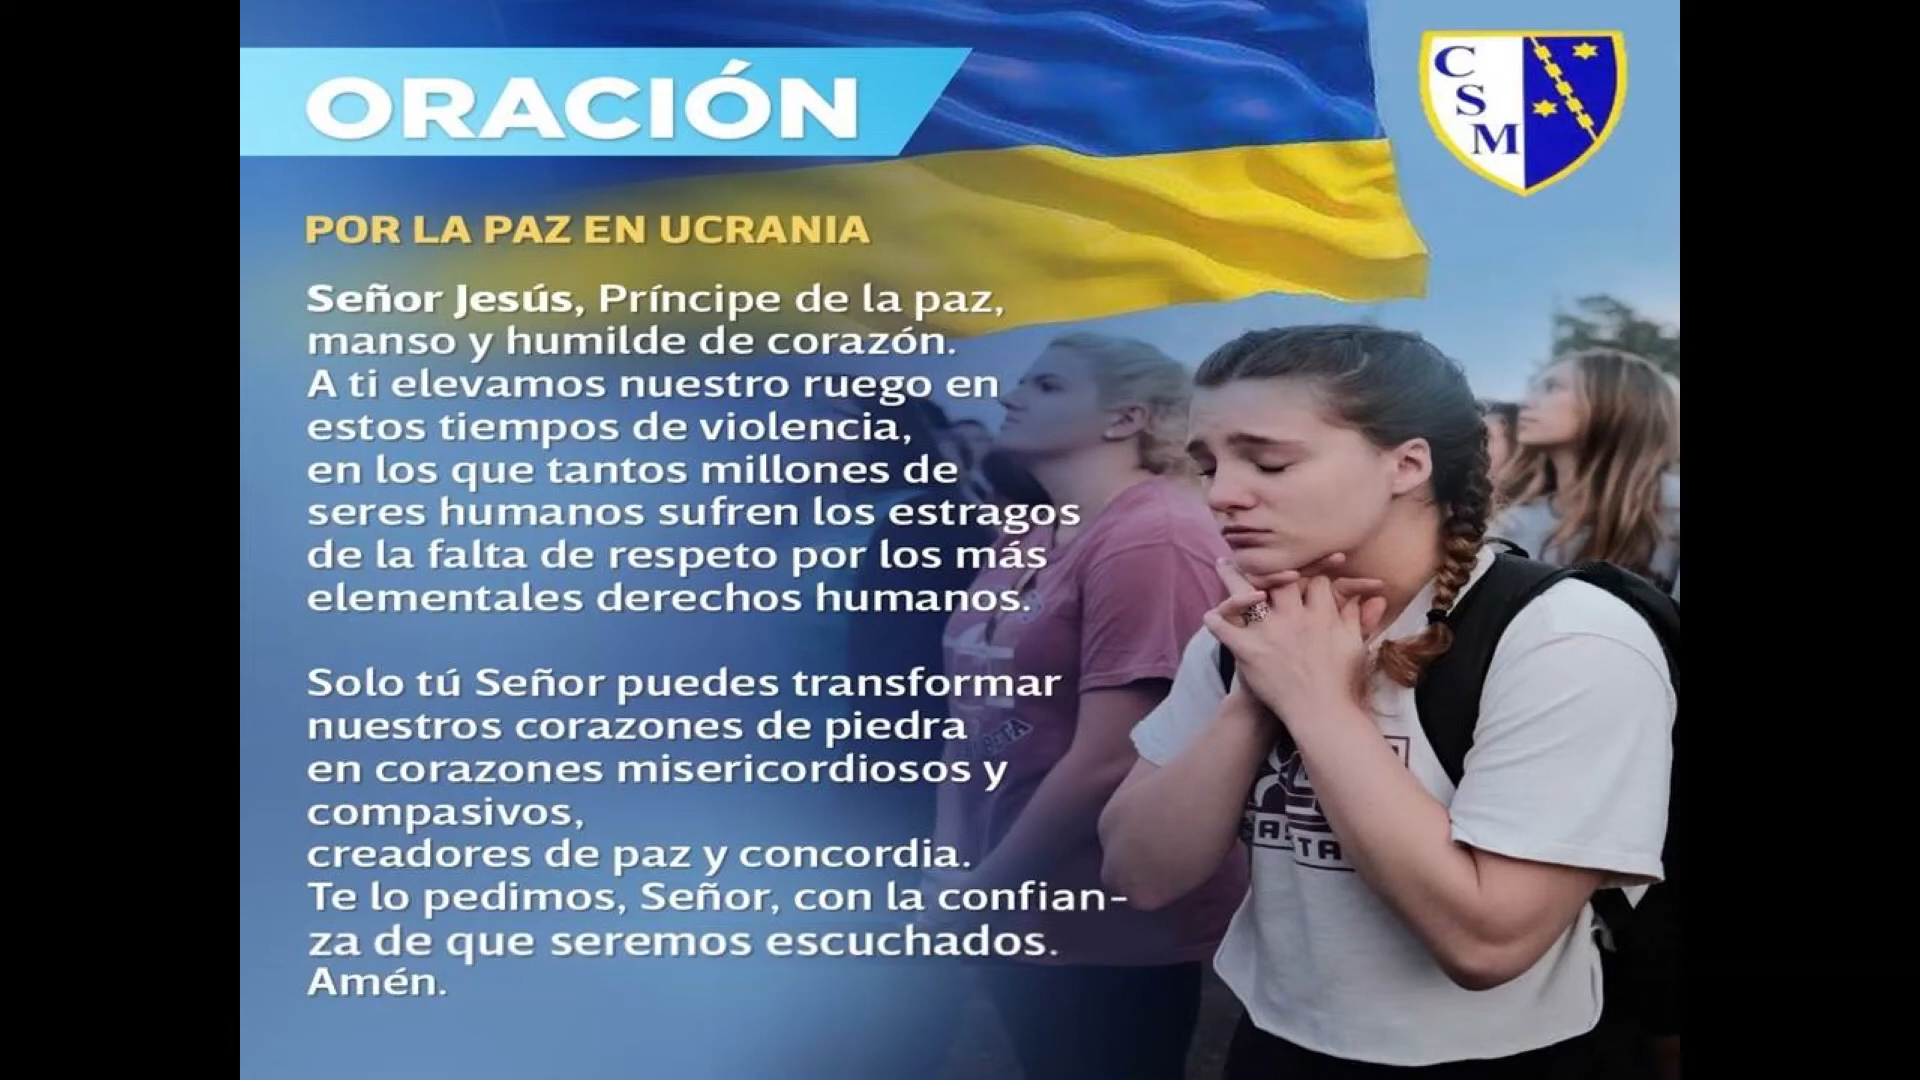 ORACIÓN
C
S
M
POR LA PAZ EN UCRANIA
Señor Jesús, Príncipe de la paz,
manso y humilde de corazón.
A ti elevamos nuestro ruego en
estos tiempos de violencia,
en los que tantos millones de
seres humanos sufren los estragos
de la falta de respeto por los más
elementales derechos humanos.
Solo tú Señor puedes transformar
nuestros corazones de piedra
en corazones misericordiosos y
compasivos,
creadores de paz y concordia.
Te lo pedimos, Señor, con la confian-
za de que seremos escuchados.
Amén.